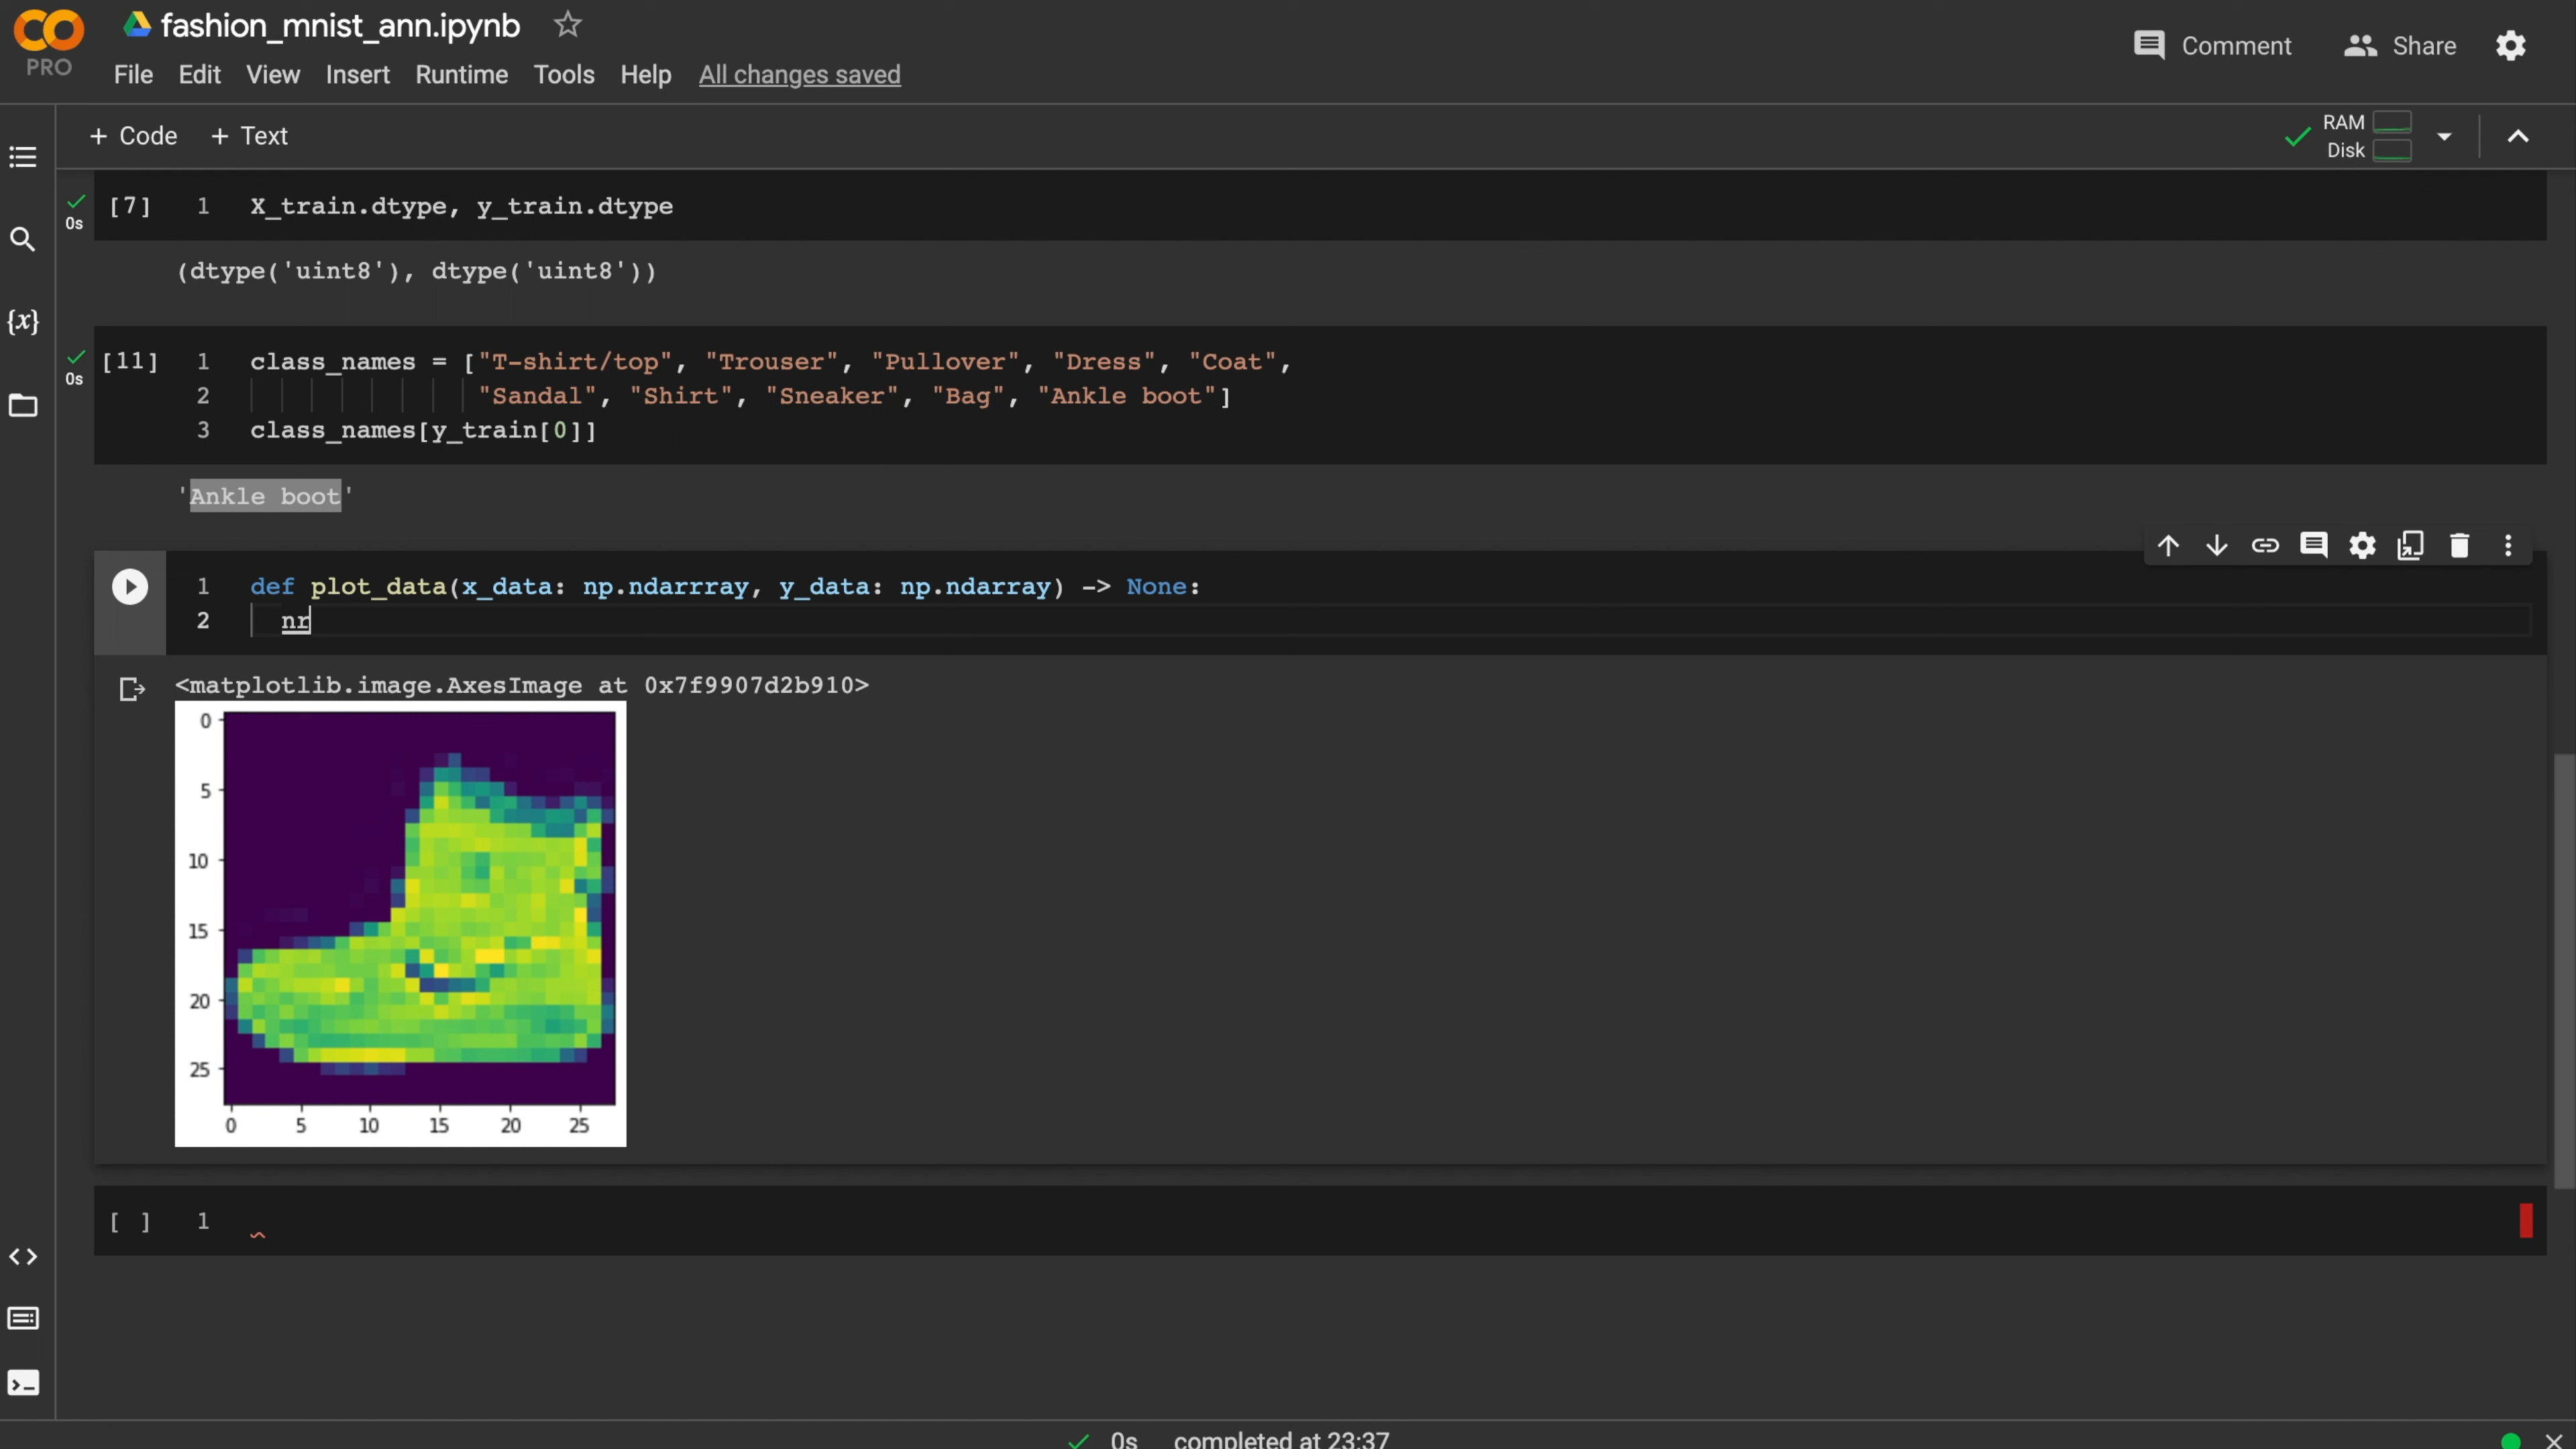 fashion_mnist_ann.ipynb
PRO
File Edit View Insert Runtime Tools Help All changes saved
Comment Share
+ Code + Text
RAM
Disk
0s
[7] 1 X_train.dtype, y_train.dtype
(dtype('uint8'), dtype('uint8'))
0s
[11] 1 class_names = ["T-shirt/top", "Trouser", "Pullover", "Dress", "Coat",
2 "Sandal", "Shirt", "Sneaker", "Bag", "Ankle boot"]
3 class_names[y_train[0]]
'Ankle boot'
1 def plot_data(x_data: np.ndarrray, y_data: np.ndarray) -> None:
2 nr
<matplotlib.image.AxesImage at 0x7f9907d2b910>
0
5
10
15
20
25
0 5 10 15 20 25
[ ] 1
0s completed at 23:37